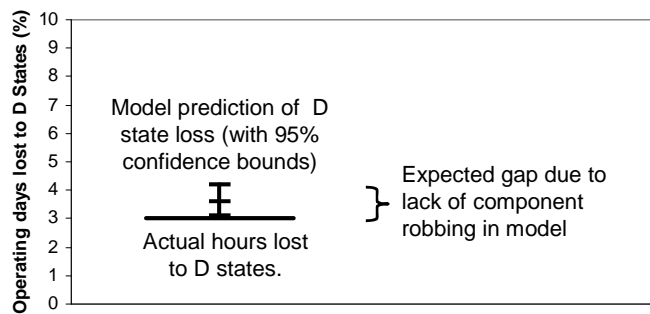 Operating days lost to D States (%)
10
9
8
7
6
5
4
3
2
1
0
Model prediction of D
state loss (with 95%
confidence bounds)
Actual hours lost
to D states.
Expected gap due to
lack of component
robbing in model